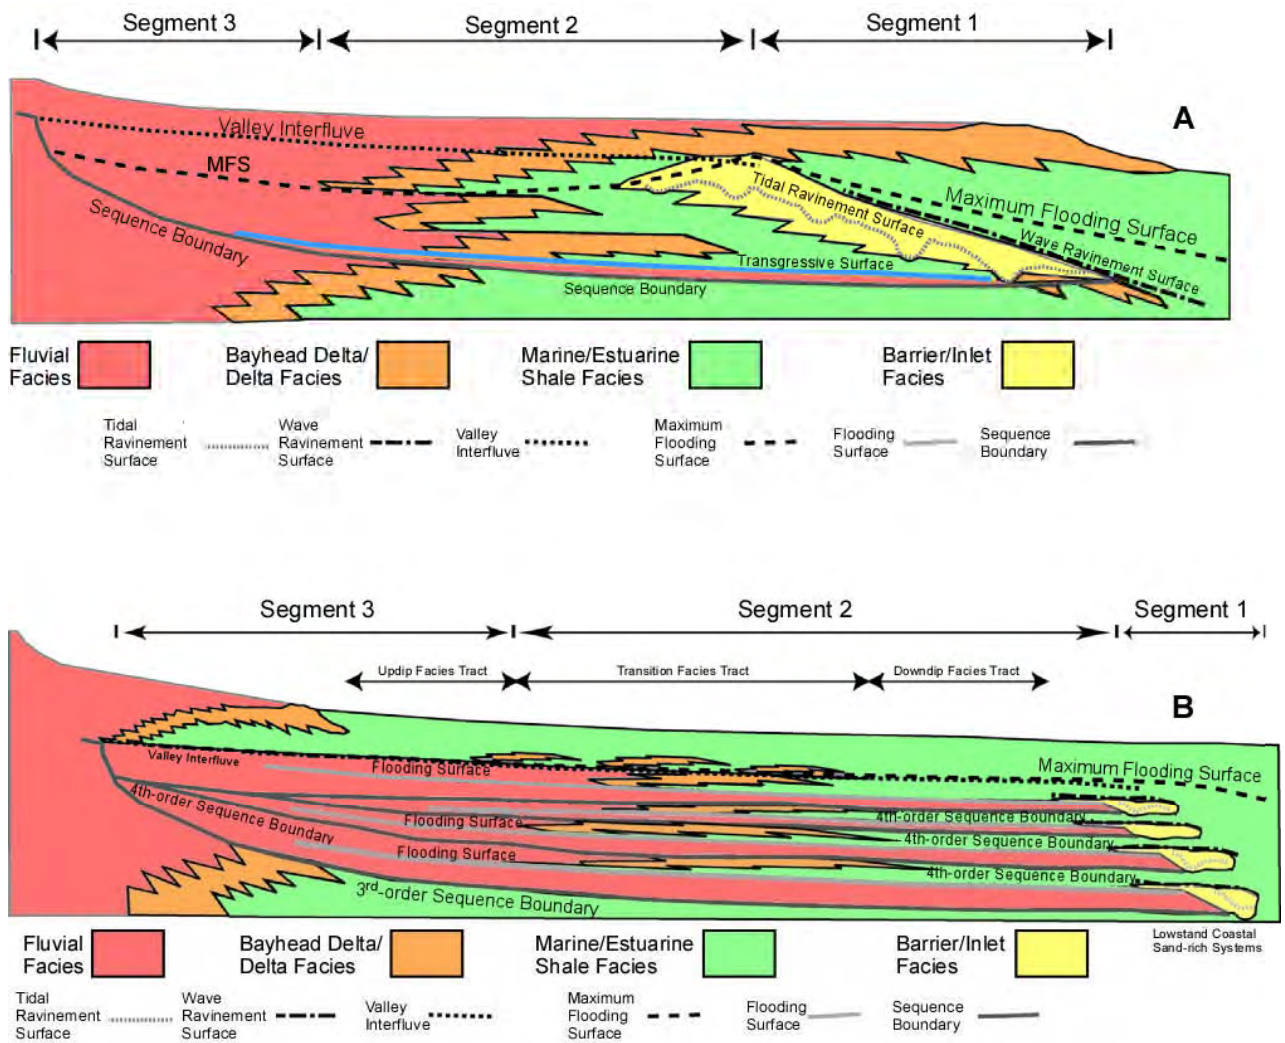 Segment 3
Segment 2
Segment 1
A
Valley Interfluve
MFS
Sequence Boundary
Tidal Ravinement Surface
Maximum Flooding Surface
Wave Ravinement Surface
Transgressive Surface
Sequence Boundary
Fluvial
Facies
Bayhead Delta/
Delta Facies
Marine/Estuarine
Shale Facies
Barrier/Inlet
Facies
Tidal
Ravinement
Surface
Wave
Ravinement
Surface
Valley
Interfluve
Maximum
Flooding
Surface
Flooding
Surface
Sequence
Boundary
Segment 3
Segment 2
Segment 1
Updip Facies Tract
Transition Facies Tract
Downdip Facies Tract
B
Valley Interfluve
Flooding Surface
Maximum Flooding Surface
4th-order Sequence Boundary
Flooding Surface
4th-order Sequence Boundary
4th-order Sequence Boundary
Flooding Surface
4th-order Sequence Boundary
3rd-order Sequence Boundary
Lowstand Coastal
Sand-rich Systems
Fluvial
Facies
Bayhead Delta/
Delta Facies
Marine/Estuarine
Shale Facies
Barrier/Inlet
Facies
Tidal
Ravinement
Surface
Wave
Ravinement
Surface
Valley
Interfluve
Maximum
Flooding
Surface
Flooding
Surface
Sequence
Boundary